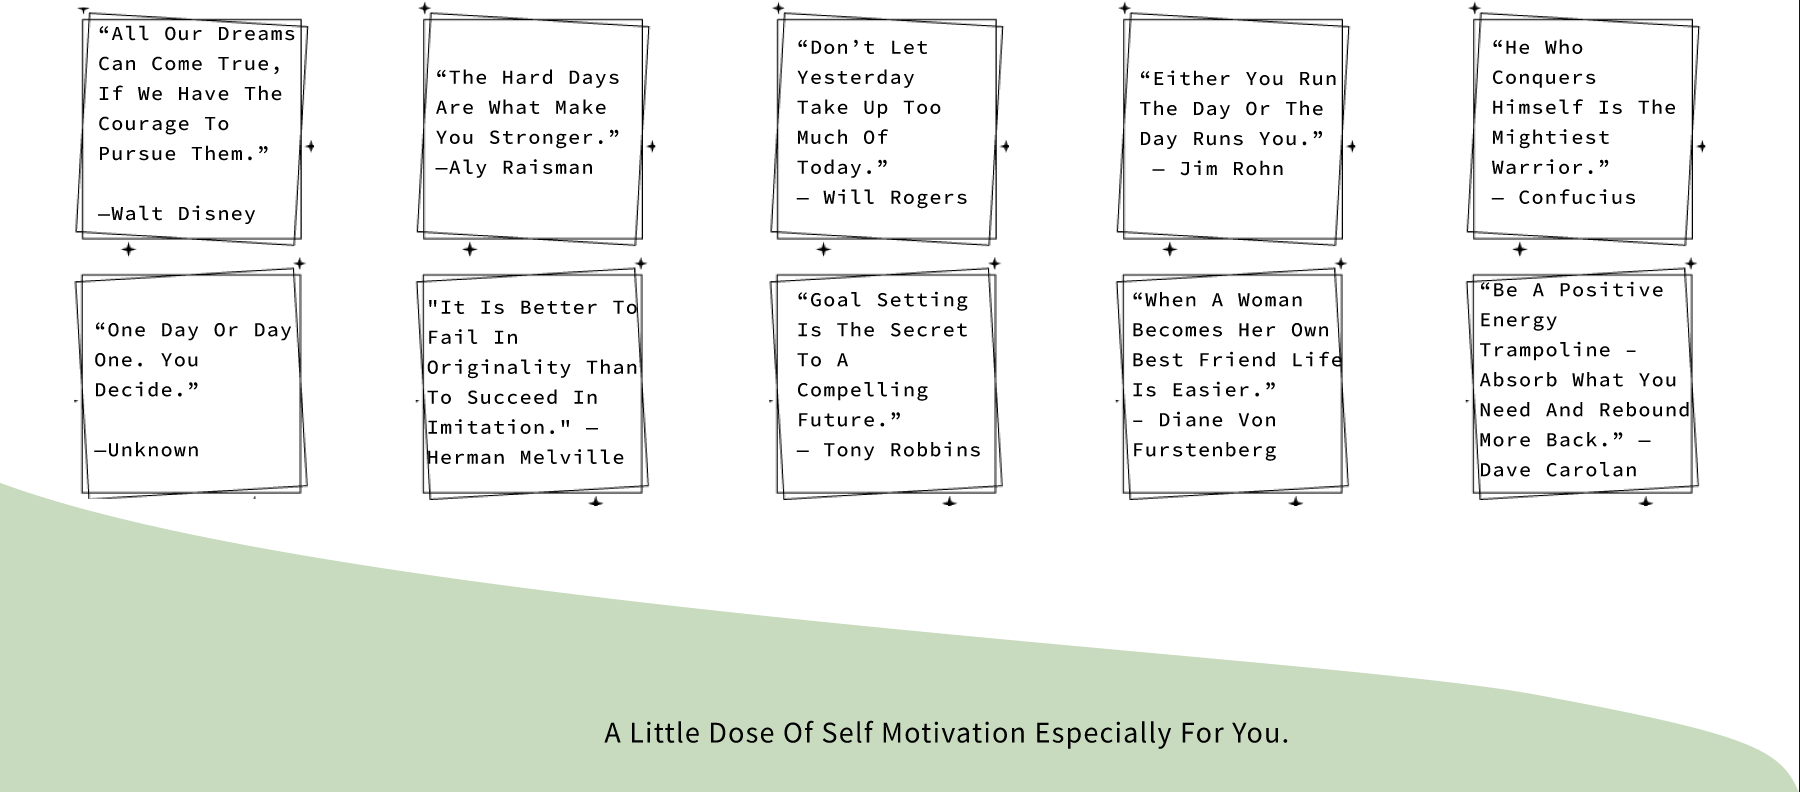 “All Our Dreams
Can Come True,
If We Have The
Courage To
Pursue Them.”
—Walt Disney
“The Hard Days
Are What Make
You Stronger.”
—Aly Raisman
“Don’t Let
Yesterday
Take Up Too
Much Of
Today.”
— Will Rogers
“Either You Run
The Day Or The
Day Runs You.”
— Jim Rohn
“He Who
Conquers
Himself Is The
Mightiest
Warrior.”
— Confucius
“One Day Or Day
One. You
Decide.”
—Unknown
"It Is Better To
Fail In
Originality Than
To Succeed In
Imitation." —
Herman Melville
“Goal Setting
Is The Secret
To A
Compelling
Future.”
— Tony Robbins
“When A Woman
Becomes Her Own
Best Friend Life
Is Easier.”
– Diane Von
Furstenberg
“Be A Positive
Energy
Trampoline –
Absorb What You
Need And Rebound
More Back.” —
Dave Carolan
A Little Dose Of Self Motivation Especially For You.